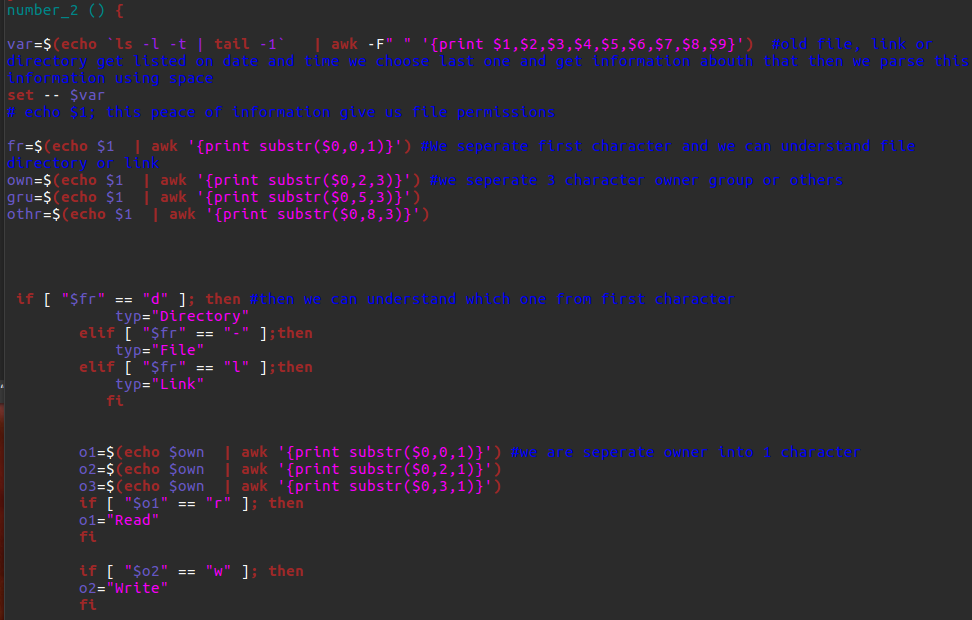 number_2 () {
var=$(echo `ls -l -t | tail -1`   | awk -F" " '{print $1,$2,$3,$4,$5,$6,$7,$8,$9}')  #old file, link or
directory get listed on date and time we choose last one and get information abouth that then we parse this
information using space
set -- $var
# echo $1; this peace of information give us file permissions
fr=$(echo $1  | awk '{print substr($0,0,1)}') #We seperate first character and we can understand file
directory or link
own=$(echo $1  | awk '{print substr($0,2,3)}') #we seperate 3 character owner group or others
gru=$(echo $1  | awk '{print substr($0,5,3)}')
othr=$(echo $1  | awk '{print substr($0,8,3)}')
if [ "$fr" == "d" ]; then #then we can understand which one from first character
typ="Directory"
elif [ "$fr" == "-" ];then
typ="File"
elif [ "$fr" == "l" ];then
typ="Link"
fi
o1=$(echo $own  | awk '{print substr($0,0,1)}') #we are seperate owner into 1 character
o2=$(echo $own  | awk '{print substr($0,2,1)}')
o3=$(echo $own  | awk '{print substr($0,3,1)}')
if [ "$o1" == "r" ]; then
o1="Read"
fi
if [ "$o2" == "w" ]; then
o2="Write"
fi